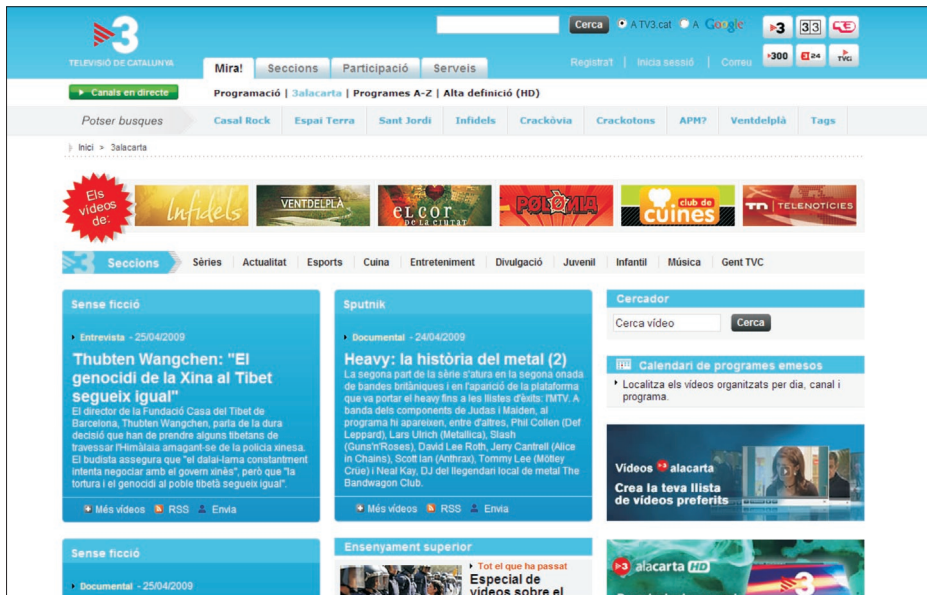 Cerca A TV3.cat A Google 3 33
TELEVISIÓ DE CATALUNYA
Registra't | Inicia sessió | Correu 300 3 24 TVC
Mira! Seccions Participació Serveis
Canals en directe
Programació | 3alacarta | Programes A-Z | Alta definició (HD)
Potser busques Casal Rock Espai Terra Sant Jordi Infidels Crackòvia Crackotons APM? Ventdelplà Tags
Inici > 3alacarta
Els vídeos de:
Infidels
VENTDELPLÀ
EL COR
DE LA CIUTAT
POLÒNIA
club de
cuines
TN | TELENOTÍCIES
Seccions Sèries Actualitat Esports Cuina Entreteniment Divulgació Juvenil Infantil Música Gent TVC
Sense ficció
Entrevista - 25/04/2009
Thubten Wangchen: "El
genocidi de la Xina al Tibet
segueix igual"
El director de la Fundació Casa del Tibet de
Barcelona, Thubten Wangchen, parla de la dura
decisió que han de prendre alguns tibetans de
travessar l'Himàlaia amagant-se de la policia xinesa.
El budista assegura que "el dalai-lama constantment
intenta negociar amb el govern xinès", però que "la
tortura i el genocidi al poble tibetà segueix igual".
Més vídeos RSS Envia
Sputnik
Documental - 24/04/2009
Heavy: la història del metal (2)
La segona part de la sèrie s'atura en la segona onada
de bandes britàniques i en l'aparició de la plataforma
que va portar el heavy fins a les llistes d'èxits: l'MTV. A
banda dels components de Judas i Maiden, al
programa hi apareixen, entre d'altres, Phil Collen (Def
Leppard), Lars Ulrich (Metallica), Slash
(Guns'n'Roses), David Lee Roth, Jerry Cantrell (Alice
in Chains), Scott Ian (Anthrax), Tommy Lee (Mötley
Crüe) i Neal Kay, DJ del llegendari local de metal The
Bandwagon Club.
Més vídeos RSS Envia
Cercador
Cerca vídeo Cerca
Calendari de programes emesos
Localitza els vídeos organitzats per dia, canal i
programa.
Vídeos 3 alacarta
Crea la teva llista
de vídeos preferits
Sense ficció
Documental - 25/04/2009
Ensenyament superior
Tot el que ha passat
Especial de
vídeos sobre el
3 alacarta HD
3